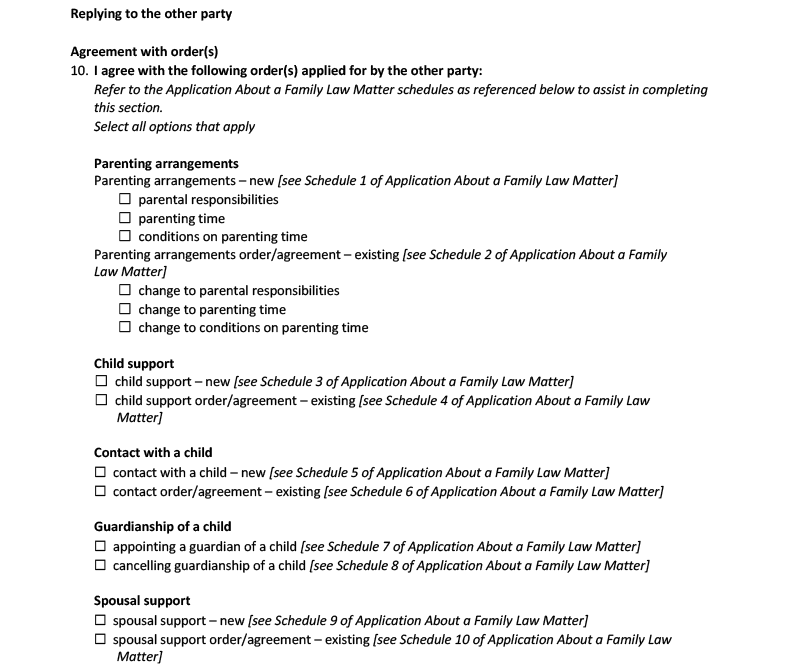 Replying to the other party
Agreement with order(s)
10. I agree with the following order(s) applied for by the other party:
Refer to the Application About a Family Law Matter schedules as referenced below to assist in completing
this section.
Select all options that apply
Parenting arrangements
Parenting arrangements – new [see Schedule 1 of Application About a Family Law Matter]
☐ parental responsibilities
☐ parenting time
☐ conditions on parenting time
Parenting arrangements order/agreement – existing [see Schedule 2 of Application About a Family
Law Matter]
☐ change to parental responsibilities
☐ change to parenting time
☐ change to conditions on parenting time
Child support
☐ child support – new [see Schedule 3 of Application About a Family Law Matter]
☐ child support order/agreement – existing [see Schedule 4 of Application About a Family Law
Matter]
Contact with a child
☐ contact with a child – new [see Schedule 5 of Application About a Family Law Matter]
☐ contact order/agreement – existing [see Schedule 6 of Application About a Family Law Matter]
Guardianship of a child
☐ appointing a guardian of a child [see Schedule 7 of Application About a Family Law Matter]
☐ cancelling guardianship of a child [see Schedule 8 of Application About a Family Law Matter]
Spousal support
☐ spousal support – new [see Schedule 9 of Application About a Family Law Matter]
☐ spousal support order/agreement – existing [see Schedule 10 of Application About a Family Law
Matter]